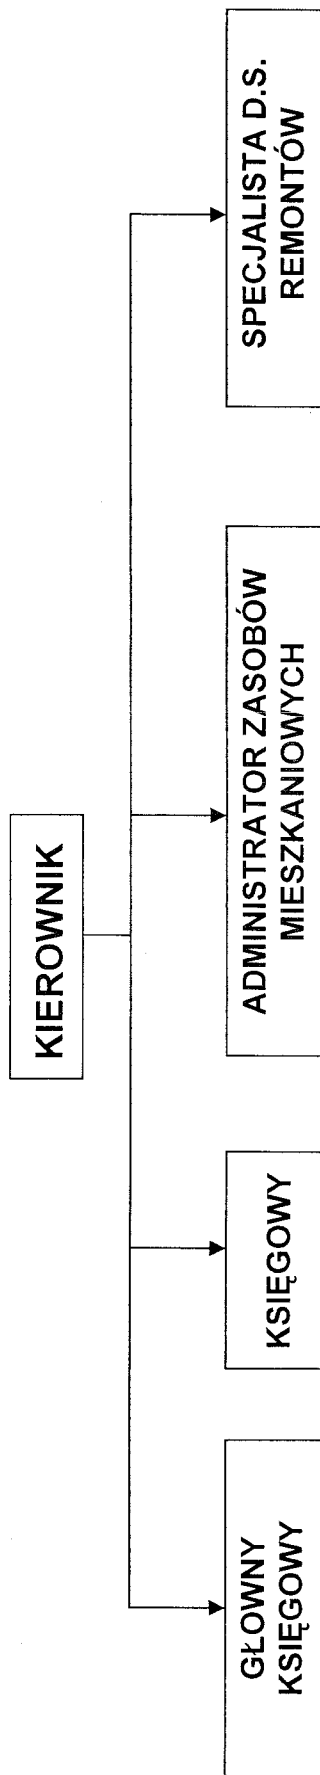 KIEROWNIK
GŁOWNY
KSIĘGOWY
KSIĘGOWY
ADMINISTRATOR ZASOBÓW
MIESZKANIOWYCH
SPECJALISTA D.S.
REMONTÓW